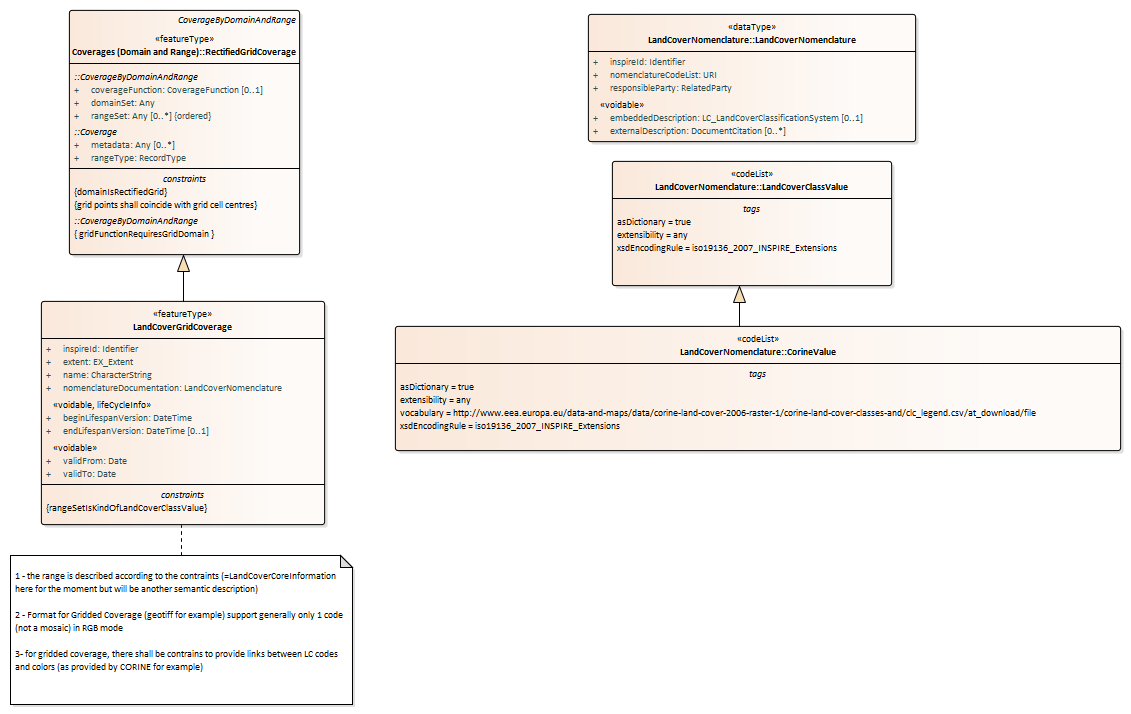 CoverageByDomainAndRange
«featureType»
Coverages (Domain and Range)::RectifiedGridCoverage
::CoverageByDomainAndRange
+ coverageFunction: CoverageFunction [0..1]
+ domainSet: Any
+ rangeSet: Any [0..*] {ordered}
::Coverage
+ metadata: Any [0..*]
+ rangeType: RecordType
constraints
{domainIsRectifiedGrid}
{grid points shall coincide with grid cell centres}
::CoverageByDomainAndRange
{ gridFunctionRequiresGridDomain }
«featureType»
LandCoverGridCoverage
+ inspireId: Identifier
+ extent: EX_Extent
+ name: CharacterString
+ nomenclatureDocumentation: LandCoverNomenclature
«voidable, lifeCycleInfo»
+ beginLifespanVersion: DateTime
+ endLifespanVersion: DateTime [0..1]
«voidable»
+ validFrom: Date
+ validTo: Date
constraints
{rangeSetIsKindOfLandCoverClassValue}
1 - the range is described according to the contraints (=LandCoverCoreInformation
here for the moment but will be another semantic description)
2 - Format for Gridded Coverage (geotiff for example) support generally only 1 code
(not a mosaic) in RGB mode
3- for gridded coverage, there shall be contrains to provide links between LC codes
and colors (as provided by CORINE for example)
«dataType»
LandCoverNomenclature::LandCoverNomenclature
+ inspireId: Identifier
+ nomenclatureCodeList: URI
+ responsibleParty: RelatedParty
«voidable»
+ embeddedDescription: LC_LandCoverClassificationSystem [0..1]
+ externalDescription: DocumentCitation [0..*]
«codeList»
LandCoverNomenclature::LandCoverClassValue
tags
asDictionary = true
extensibility = any
xsdEncodingRule = iso19136_2007_INSPIRE_Extensions
«codeList»
LandCoverNomenclature::CorineValue
tags
asDictionary = true
extensibility = any
vocabulary = http://www.eea.europa.eu/data-and-maps/data/corine-land-cover-2006-raster-1/corine-land-cover-classes-and/clc_legend.csv/at_download/file
xsdEncodingRule = iso19136_2007_INSPIRE_Extensions